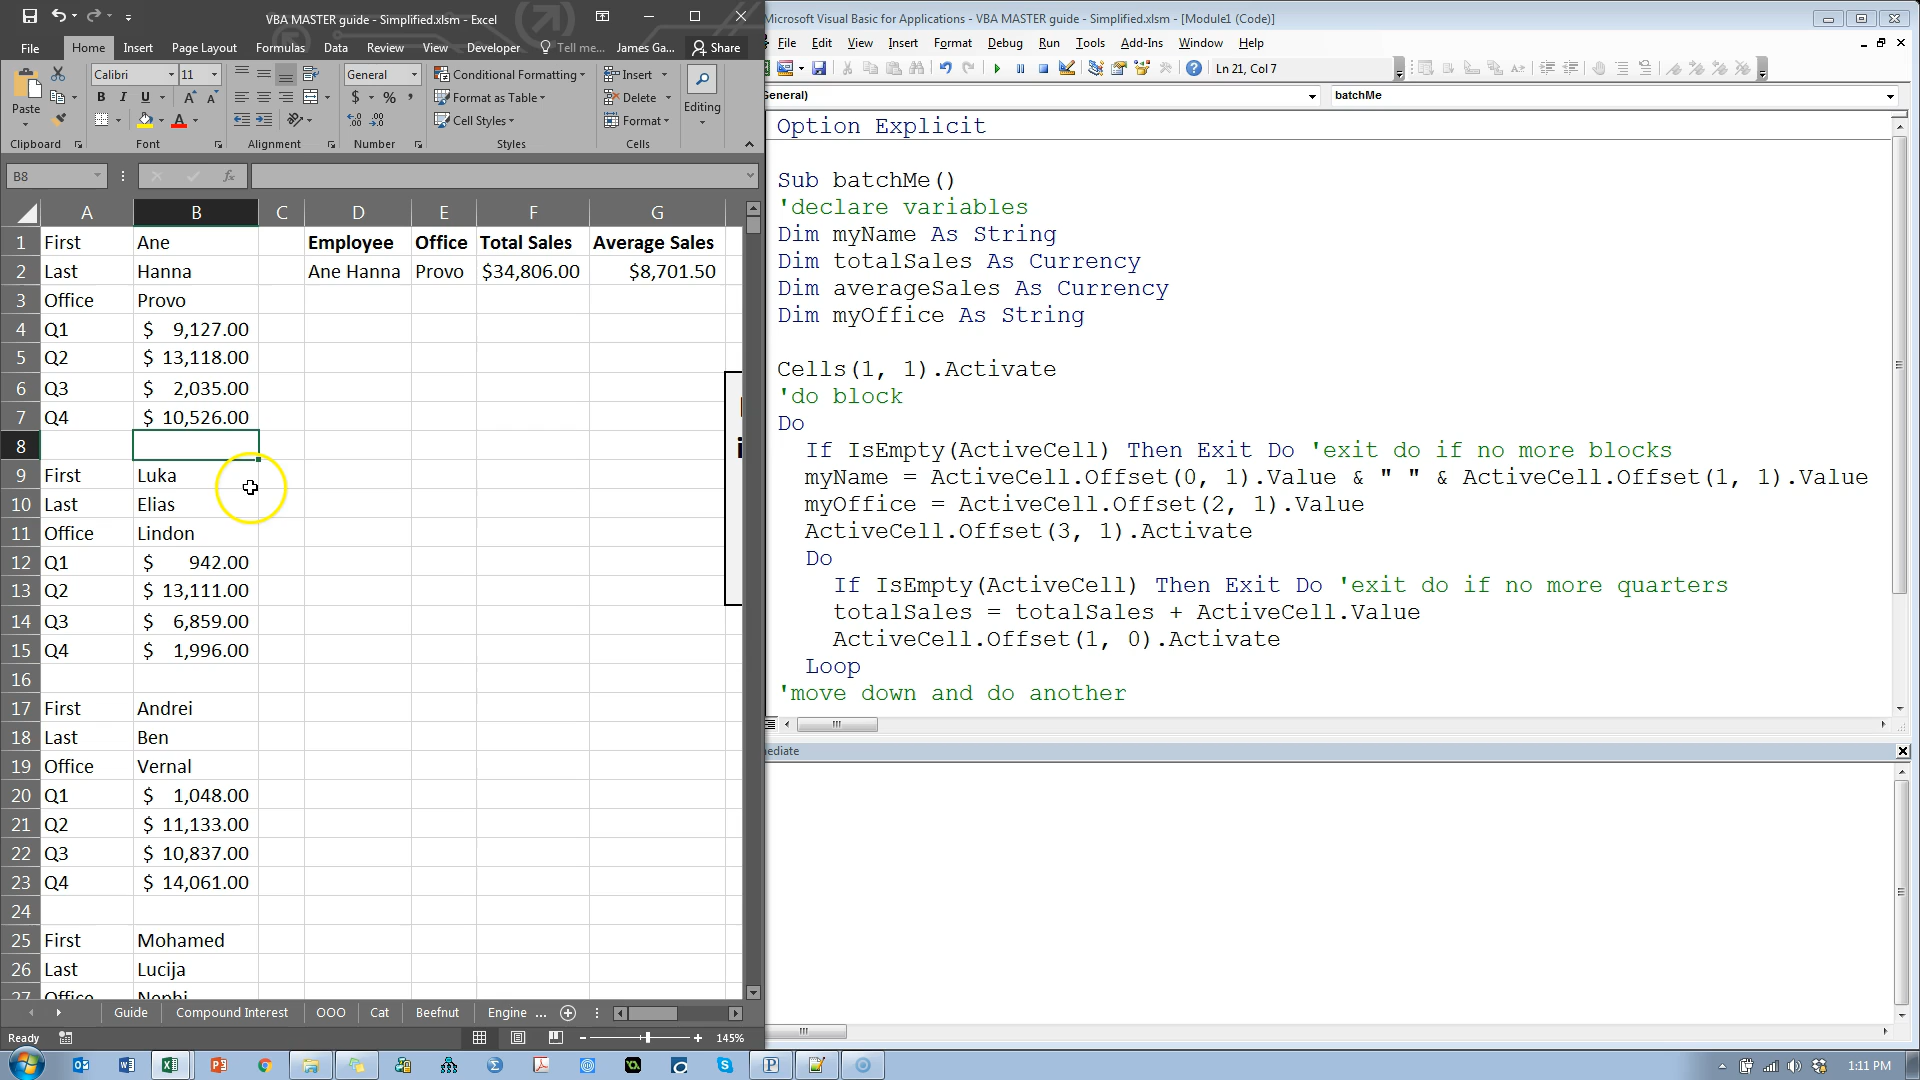 VBA MASTER guide - Simplified.xlsm - Excel
File Home Insert Page Layout Formulas Data Review View Developer Tell me... James Ga... Share
Paste
Clipboard
Calibri 11
B I U
Font
Alignment
General
$ % ,
Number
Conditional Formatting
Format as Table
Cell Styles
Styles
Insert
Delete
Format
Cells
Editing
B8 fx
A B C D E F G
1 First Ane Employee Office Total Sales Average Sales
2 Last Hanna Ane Hanna Provo $34,806.00 $8,701.50
3 Office Provo
4 Q1 $ 9,127.00
5 Q2 $ 13,118.00
6 Q3 $ 2,035.00
7 Q4 $ 10,526.00
8
9 First Luka
10 Last Elias
11 Office Lindon
12 Q1 $ 942.00
13 Q2 $ 13,111.00
14 Q3 $ 6,859.00
15 Q4 $ 1,996.00
16
17 First Andrei
18 Last Ben
19 Office Vernal
20 Q1 $ 1,048.00
21 Q2 $ 11,133.00
22 Q3 $ 10,837.00
23 Q4 $ 14,061.00
24
25 First Mohamed
26 Last Lucija
27 Office Nephi
Guide Compound Interest OOO Cat Beefnut Engine ...
Ready 145%
Microsoft Visual Basic for Applications - VBA MASTER guide - Simplified.xlsm - [Module1 (Code)]
File Edit View Insert Format Debug Run Tools Add-Ins Window Help
Ln 21, Col 7
General) batchMe
Option Explicit
Sub batchMe()
'declare variables
Dim myName As String
Dim totalSales As Currency
Dim averageSales As Currency
Dim myOffice As String
Cells(1, 1).Activate
'do block
Do
If IsEmpty(ActiveCell) Then Exit Do 'exit do if no more blocks
myName = ActiveCell.Offset(0, 1).Value & " " & ActiveCell.Offset(1, 1).Value
myOffice = ActiveCell.Offset(2, 1).Value
ActiveCell.Offset(3, 1).Activate
Do
If IsEmpty(ActiveCell) Then Exit Do 'exit do if no more quarters
totalSales = totalSales + ActiveCell.Value
ActiveCell.Offset(1, 0).Activate
Loop
'move down and do another
ediate
1:11 PM